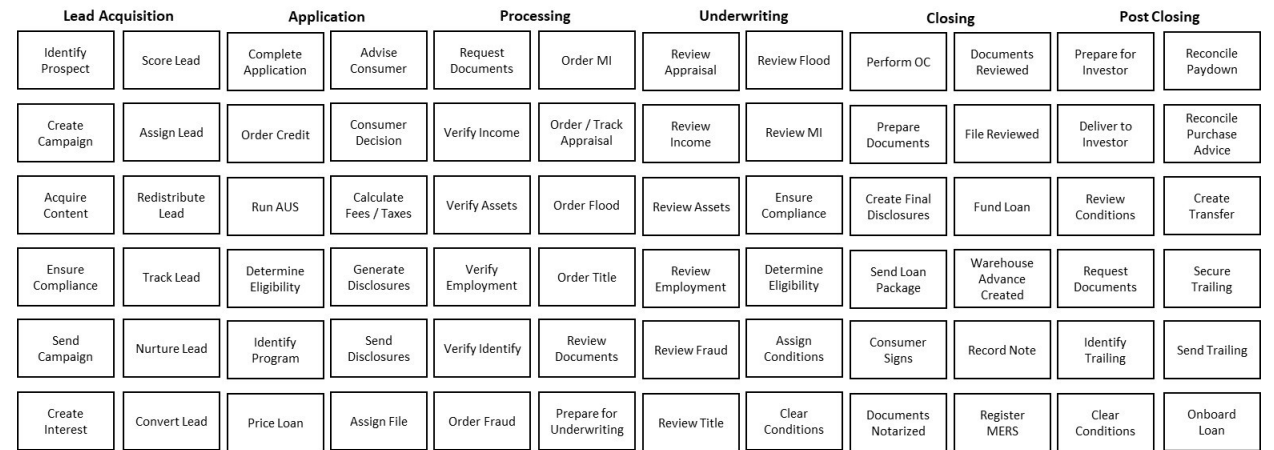 Lead Acquisition
Application
Processing
Underwriting
Closing
Post Closing
Identify
Prospect
Score Lead
Complete
Application
Advise
Consumer
Request
Documents
Order MI
Review
Appraisal
Review Flood
Perform OC
Documents
Reviewed
Prepare for
Investor
Reconcile
Paydown
Create
Campaign
Assign Lead
Order Credit
Consumer
Decision
Verify Income
Order / Track
Appraisal
Review
Income
Review MI
Prepare
Documents
File Reviewed
Deliver to
Investor
Reconcile
Purchase
Advice
Acquire
Content
Redistribute
Lead
Run AUS
Calculate
Fees / Taxes
Verify Assets
Order Flood
Review Assets
Ensure
Compliance
Create Final
Disclosures
Fund Loan
Review
Conditions
Create
Transfer
Ensure
Compliance
Track Lead
Determine
Eligibility
Generate
Disclosures
Verify
Employment
Order Title
Review
Employment
Determine
Eligibility
Send Loan
Package
Warehouse
Advance
Created
Request
Documents
Secure
Trailing
Send
Campaign
Nurture Lead
Identify
Program
Send
Disclosures
Verify Identify
Review
Documents
Review Fraud
Assign
Conditions
Consumer
Signs
Record Note
Identify
Trailing
Send Trailing
Create
Interest
Convert Lead
Price Loan
Assign File
Order Fraud
Prepare for
Underwriting
Review Title
Clear
Conditions
Documents
Notarized
Register
MERS
Clear
Conditions
Onboard
Loan